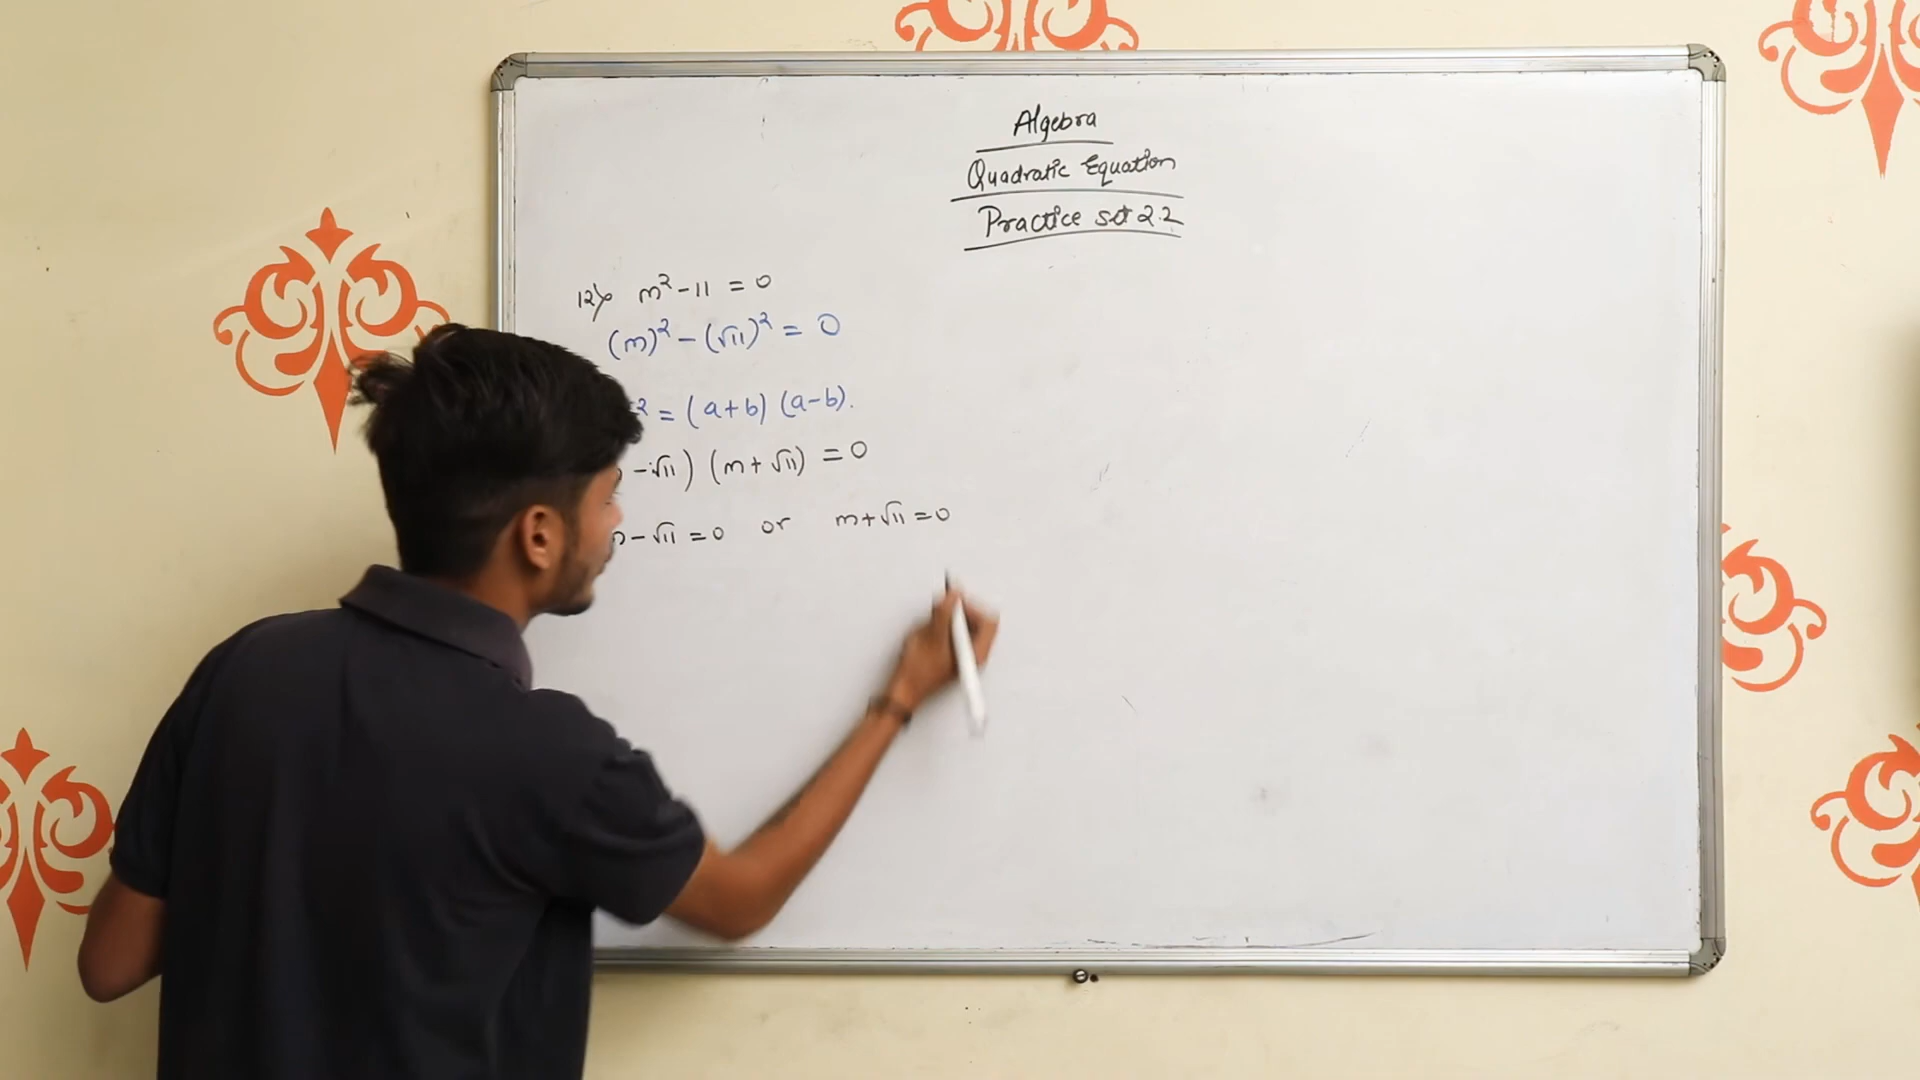 Algebra
Quadratic Equation
Practice set 2.2
12) m² - 11 = 0
(m)² - (√11)² = 0
² = (a+b) (a-b).
-√11) (m + √11) = 0
- √11 = 0 or m + √11 = 0